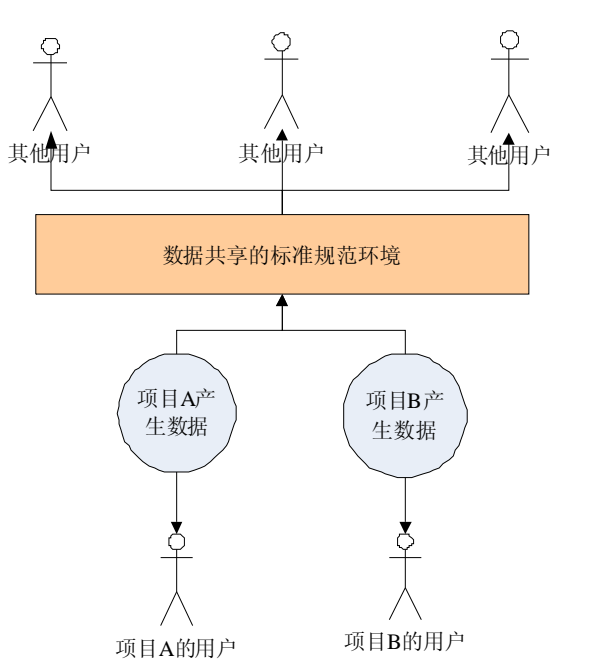 其他用户
其他用户
其他用户
数据共享的标准规范环境
项目A产
生数据
项目B产
生数据
项目A的用户
项目B的用户